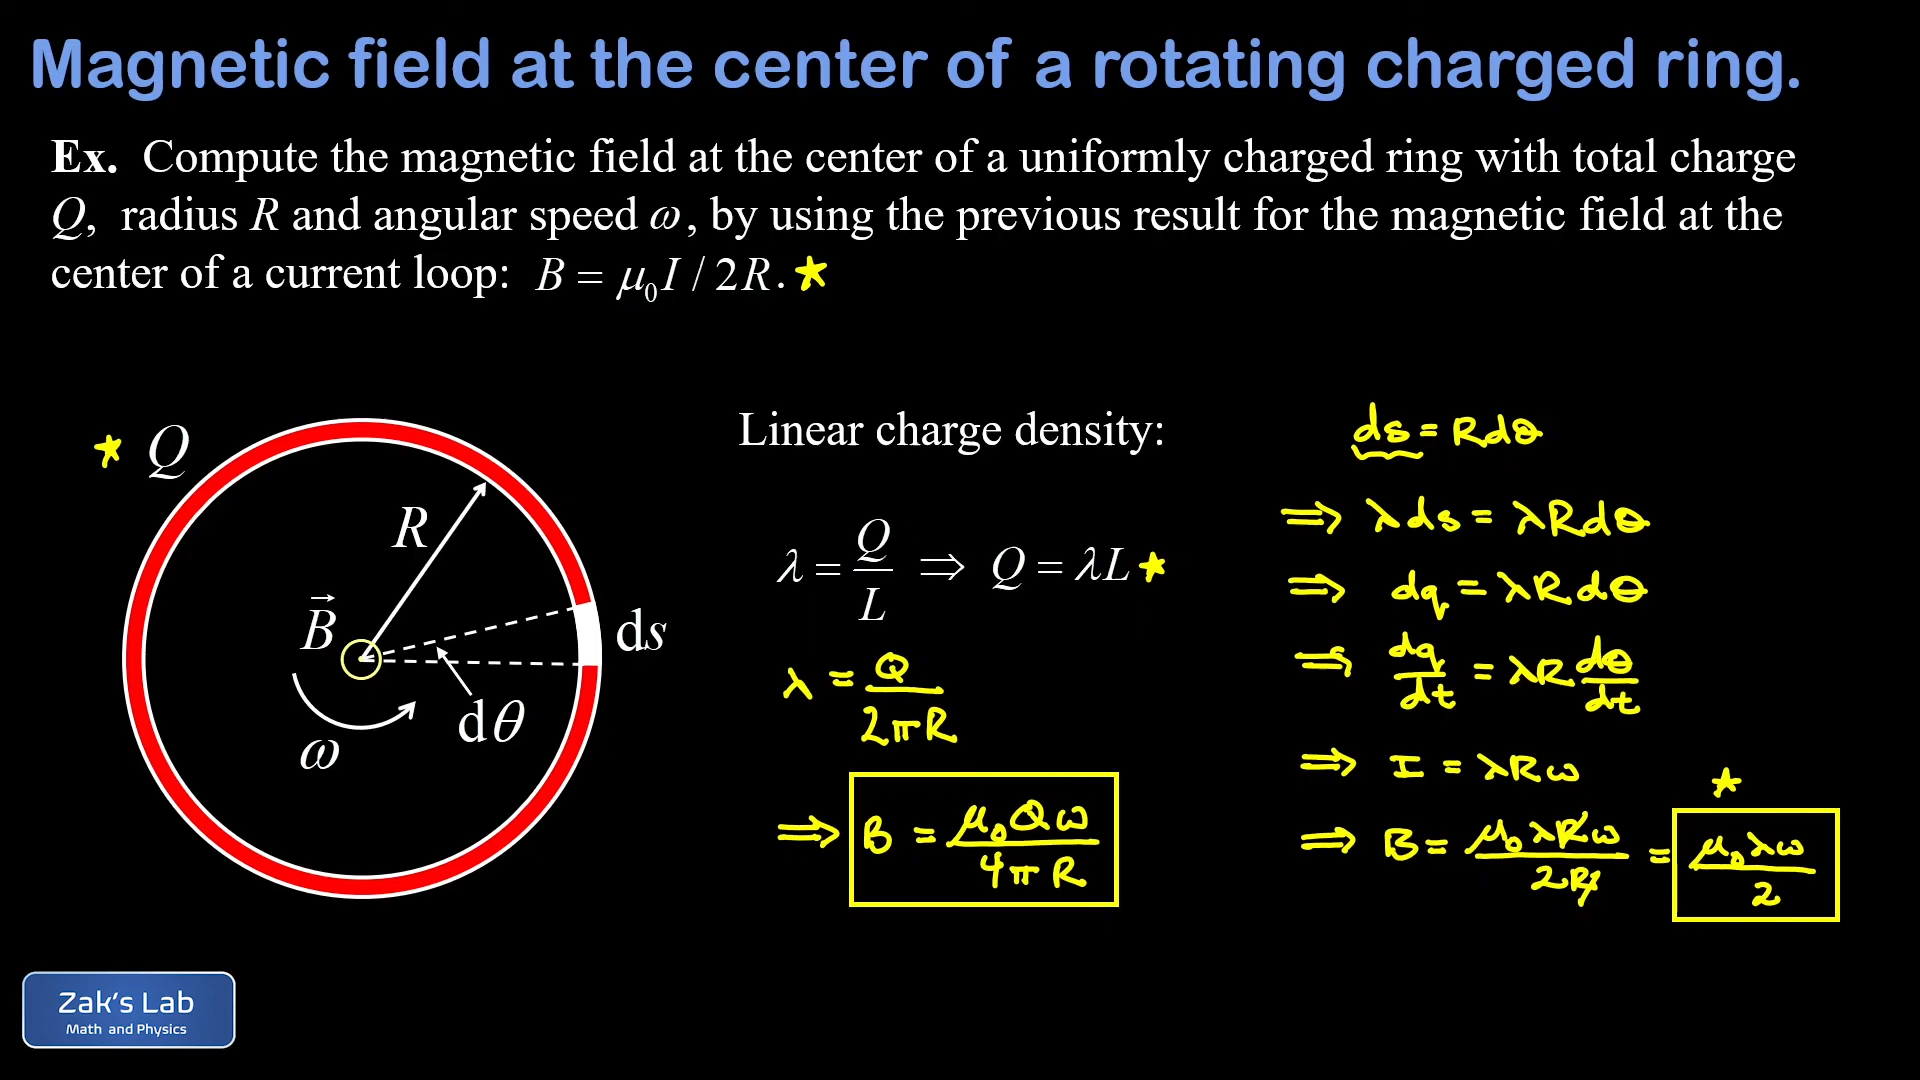 Magnetic field at the center of a rotating charged ring.
Ex. Compute the magnetic field at the center of a uniformly charged ring with total charge
Q, radius R and angular speed ω, by using the previous result for the magnetic field at the
center of a current loop: B = μ₀I / 2R. ★
★ Q
R
B⃗
ds
dθ
ω
Linear charge density:
λ = Q/L ⇒ Q = λL ★
λ = Q/2πR
⇒ B = μ₀Qω/4πR
ds = Rdθ
⇒ λds = λRdθ
⇒ dq = λRdθ
⇒ dq/dt = λR dθ/dt
⇒ I = λRω
★
⇒ B = μ₀λRω/2R = μ₀λω/2
Zak's Lab
Math and Physics